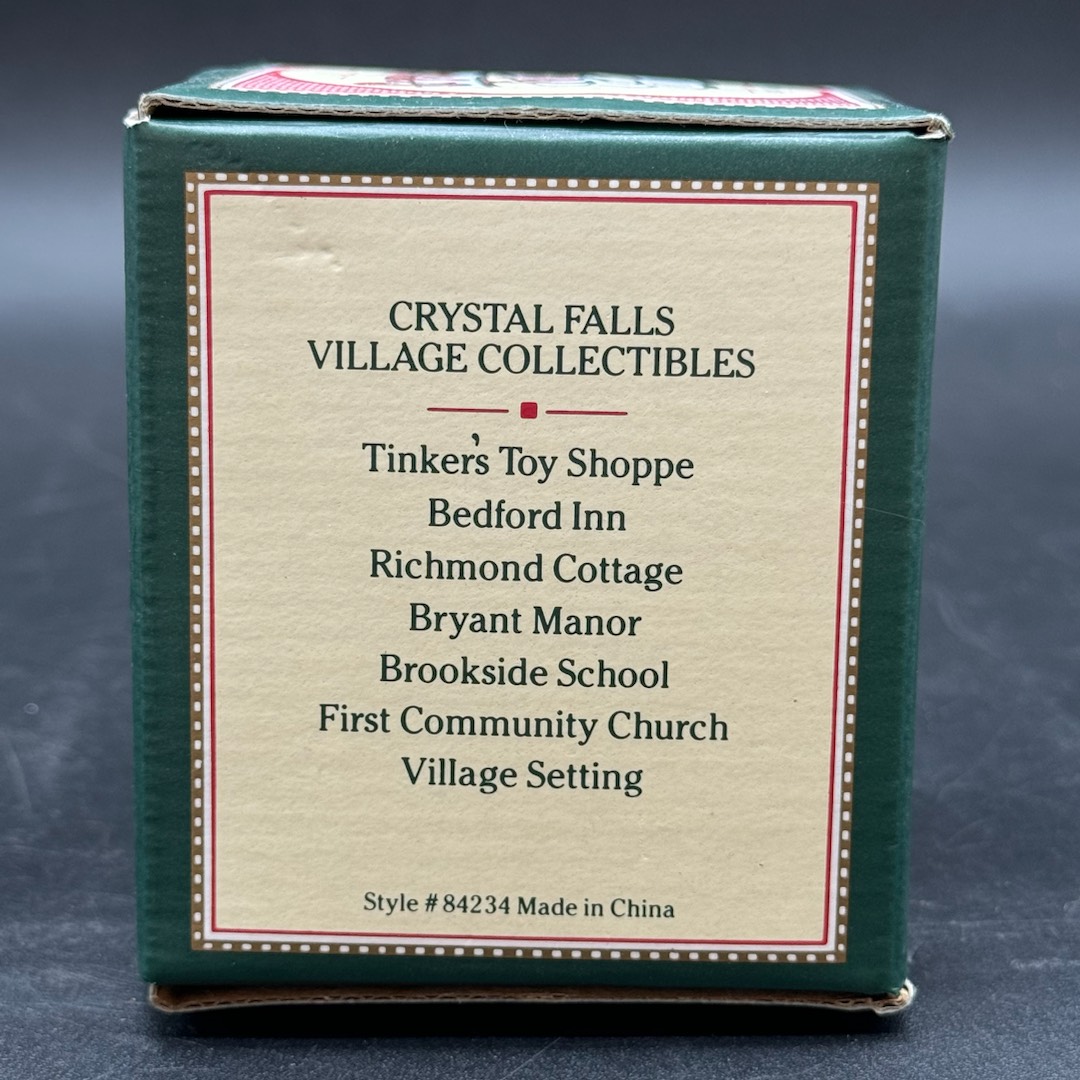 CRYSTAL FALLS
VILLAGE COLLECTIBLES
Tinker's Toy Shoppe
Bedford Inn
Richmond Cottage
Bryant Manor
Brookside School
First Community Church
Village Setting
Style # 84234 Made in China